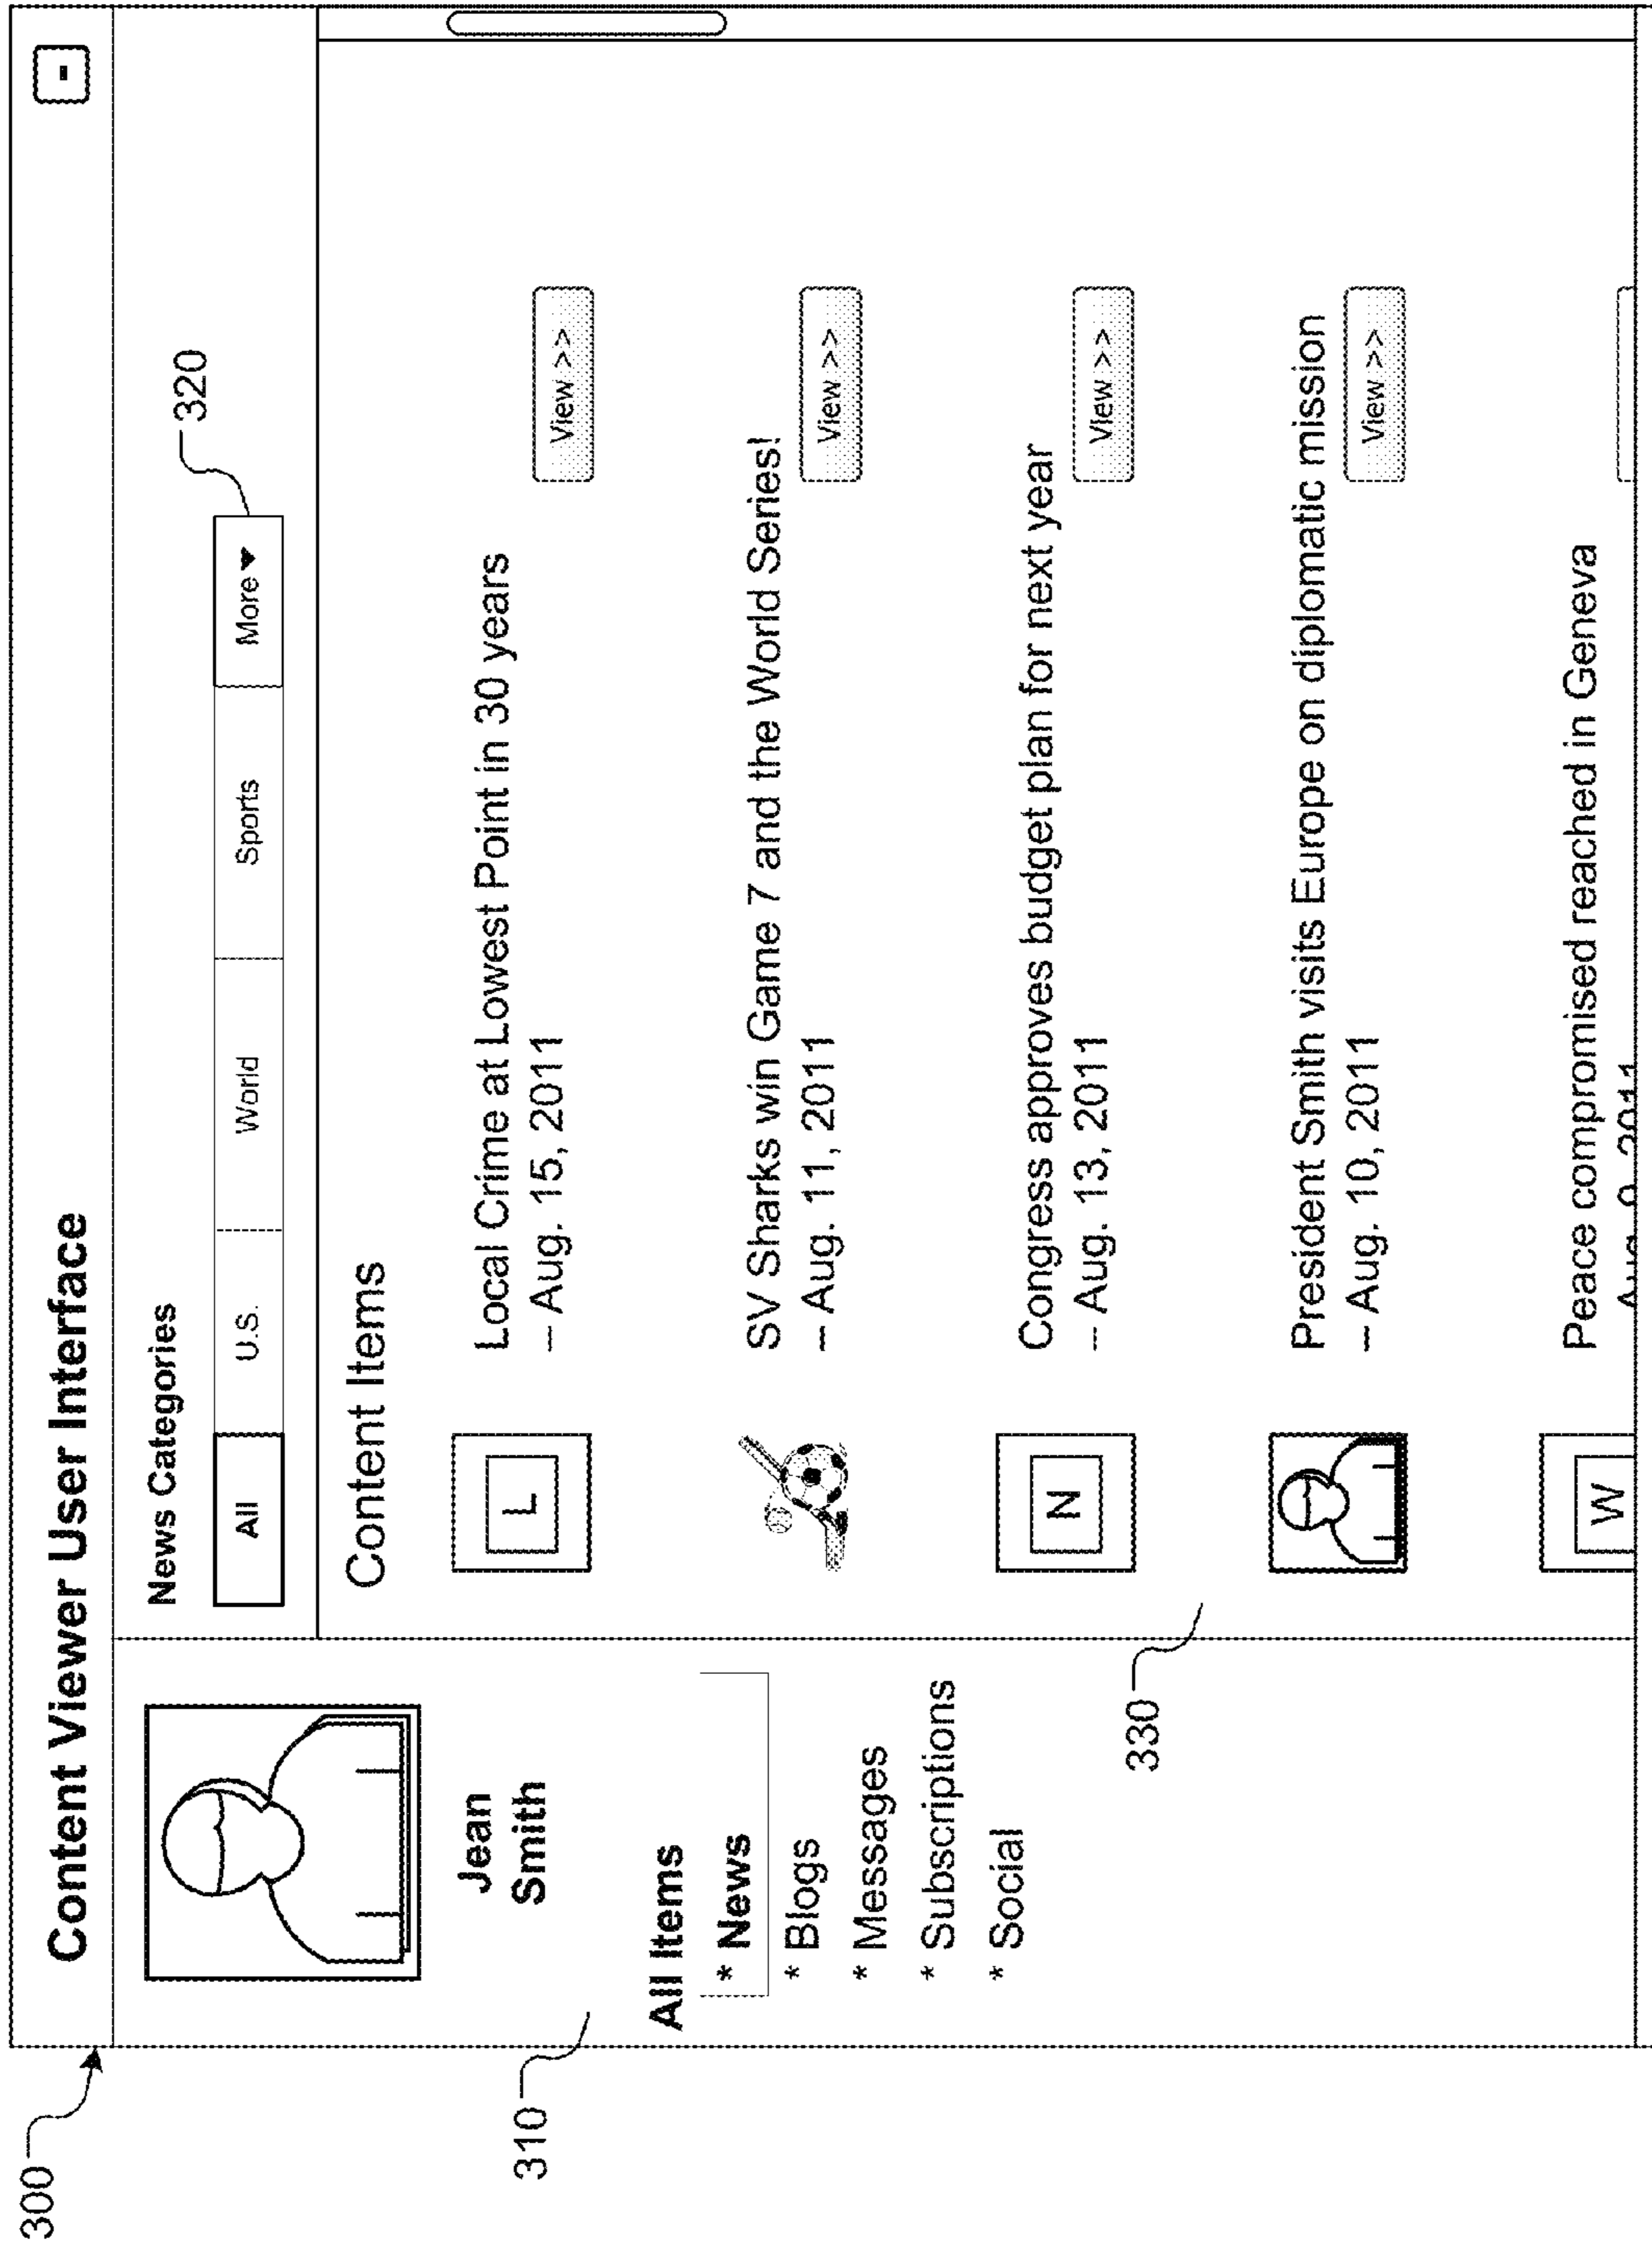 300
Content Viewer User Interface
-
Jean
Smith
310
All Items
* News
* Blogs
* Messages
* Subscriptions
* Social
News Categories
All U.S. World Sports More ▼
320
Content Items
L
Local Crime at Lowest Point in 30 years
-- Aug. 15, 2011
View >>
SV Sharks win Game 7 and the World Series!
-- Aug. 11, 2011
View >>
N
Congress approves budget plan for next year
-- Aug. 13, 2011
View >>
330
President Smith visits Europe on diplomatic mission
-- Aug. 10, 2011
View >>
W
Peace compromised reached in Geneva
2011